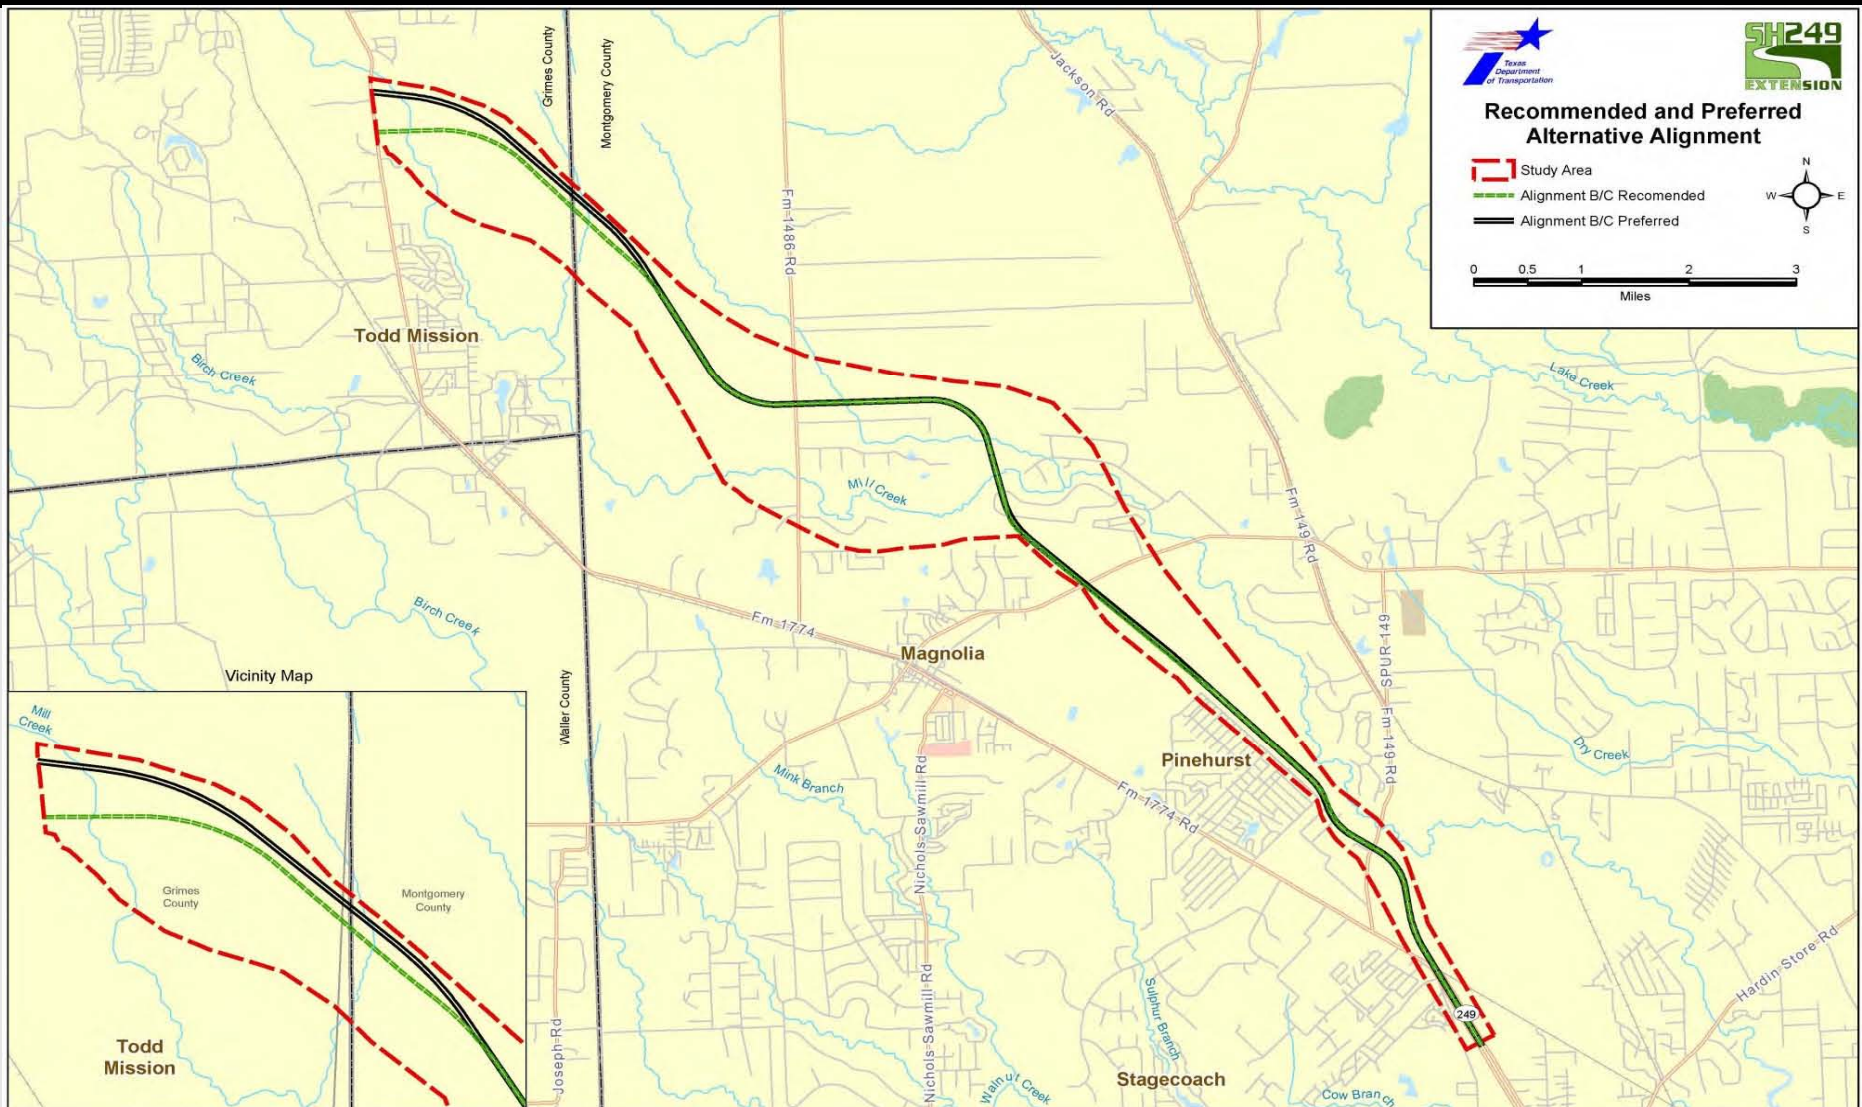 Texas
Department
of Transportation
SH249
EXTENSION
Recommended and Preferred
Alternative Alignment
Study Area
Alignment B/C Recomended
Alignment B/C Preferred
N
W
E
S
0
0.5
1
2
3
Miles
Grimes County
Montgomery County
Jackson Rd
Fm-1486-Rd
Todd Mission
Birch Creek
Lake Creek
Mill Creek
Fm-149-Rd
Birch Creek
Fm 1774
SPUR-149
Magnolia
Waller County
Vicinity Map
Fm-149-Rd
Pinehurst
Dry Creek
Mink Branch
Nichols-Sawmill-Rd
Fm-1774-Rd
Mill
Creek
Grimes
County
Montgomery
County
Todd
Mission
Joseph-Rd
Nichols-Sawmill-Rd
Sulphur Branch
Hardin Store-Rd
249
Walnut Creek
Stagecoach
Cow Branch